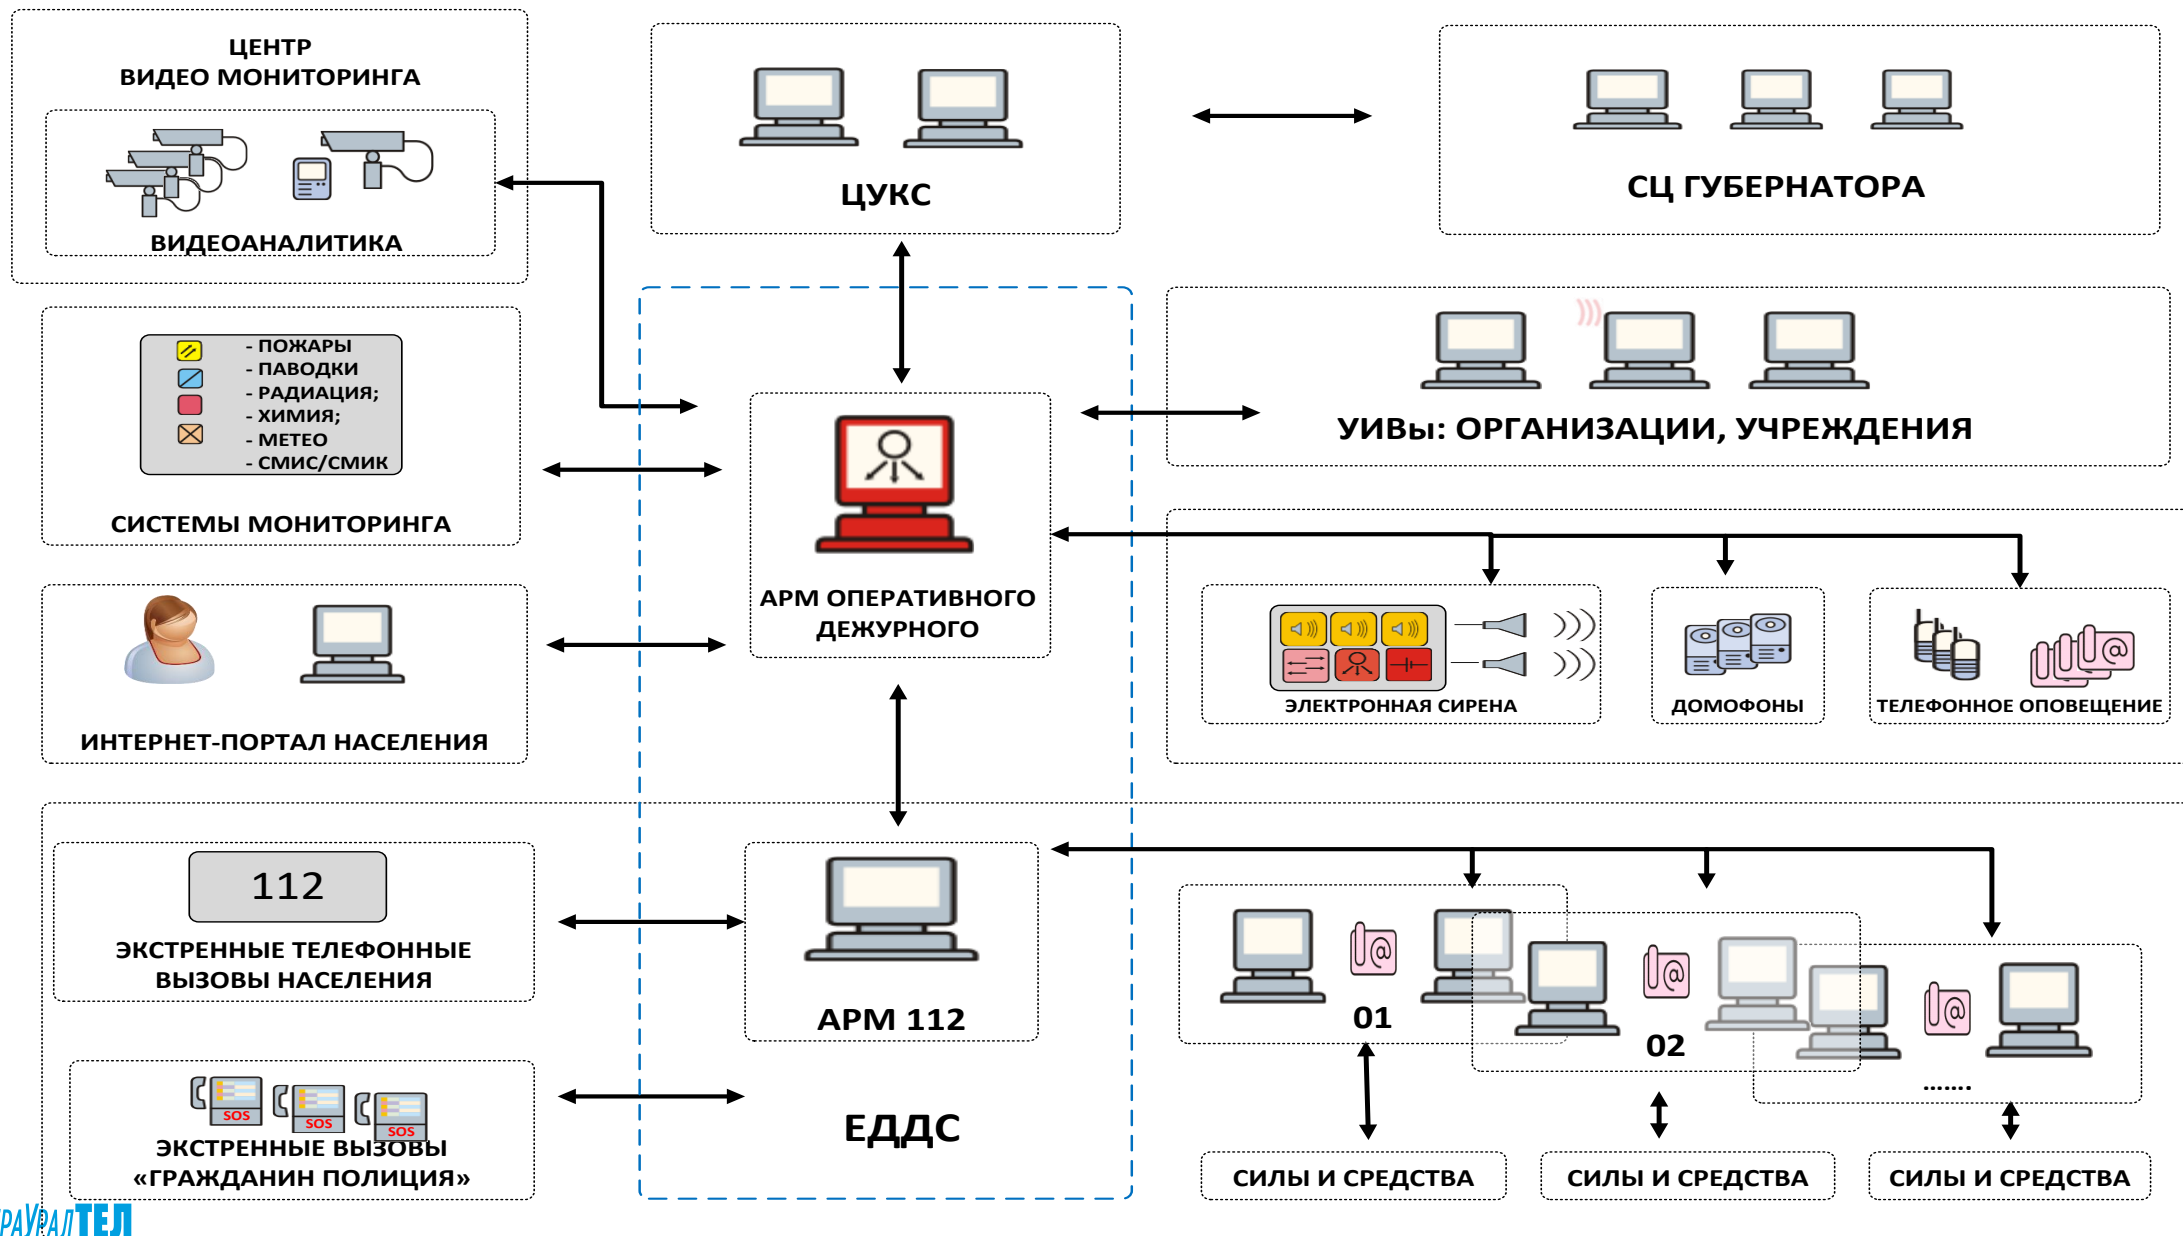 ЦЕНТР
ВИДЕО МОНИТОРИНГА
ВИДЕОАНАЛИТИКА
ЦУКС
СЦ ГУБЕРНАТОРА
- ПОЖАРЫ
- ПАВОДКИ
- РАДИАЦИЯ;
- ХИМИЯ;
- МЕТЕО
- СМИС/СМИК
СИСТЕМЫ МОНИТОРИНГА
УИВы: ОРГАНИЗАЦИИ, УЧРЕЖДЕНИЯ
АРМ ОПЕРАТИВНОГО
ДЕЖУРНОГО
ИНТЕРНЕТ-ПОРТАЛ НАСЕЛЕНИЯ
ЭЛЕКТРОННАЯ СИРЕНА
ДОМОФОНЫ
@
ТЕЛЕФОННОЕ ОПОВЕЩЕНИЕ
112
ЭКСТРЕННЫЕ ТЕЛЕФОННЫЕ
ВЫЗОВЫ НАСЕЛЕНИЯ
АРМ 112
@
01
@
02
@
.......
SOS
SOS
SOS
ЭКСТРЕННЫЕ ВЫЗОВЫ
«ГРАЖДАНИН ПОЛИЦИЯ»
ЕДДС
СИЛЫ И СРЕДСТВА
СИЛЫ И СРЕДСТВА
СИЛЫ И СРЕДСТВА
РАУРАЛТЕЛ